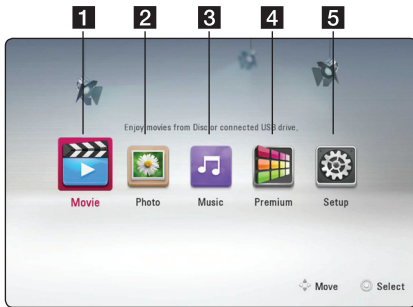 1 2 3 4 5
Enjoy movies from Disc or connected USB drive.
Movie Photo Music Premium Setup
Move Select